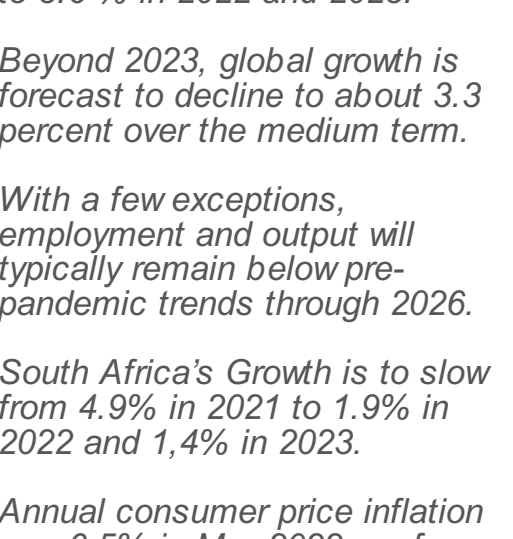 2022 and 2023.
Beyond 2023, global growth is
forecast to decline to about 3.3
percent over the medium term.
With a few exceptions,
employment and output will
typically remain below pre-
pandemic trends through 2026.
South Africa’s Growth is to slow
from 4.9% in 2021 to 1.9% in
2022 and 1,4% in 2023.
Annual consumer price inflation